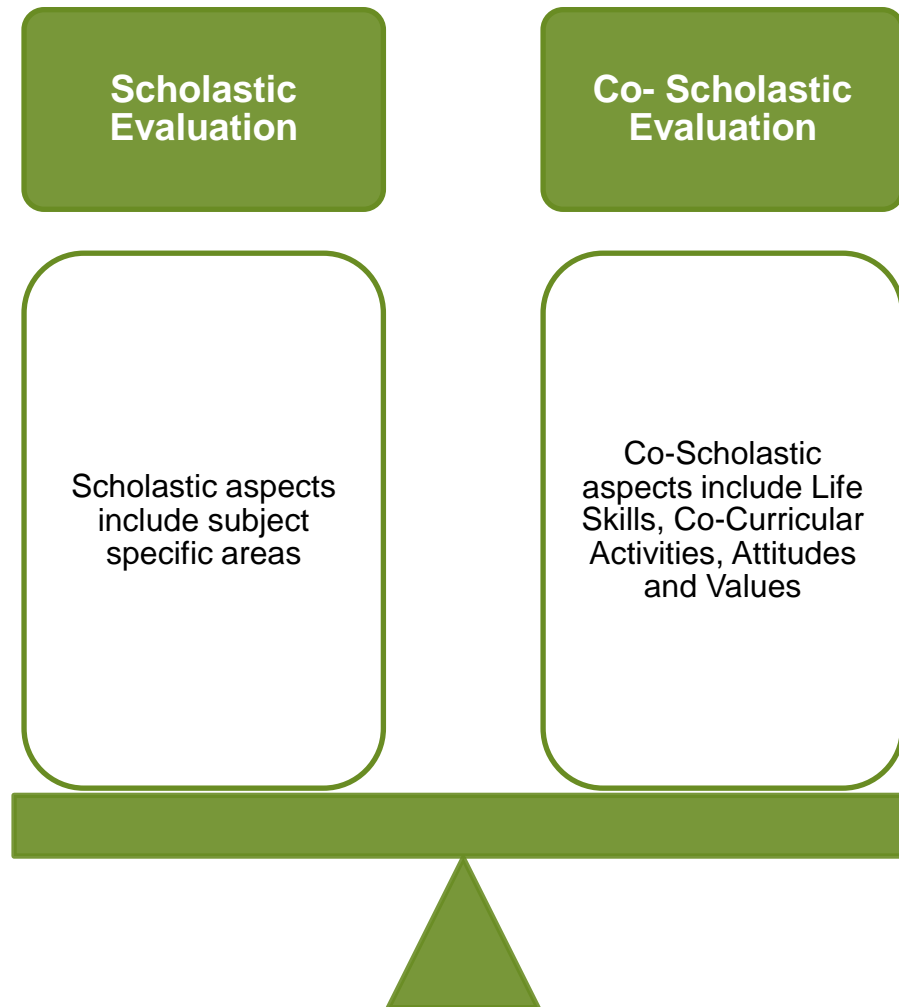 Scholastic
Evaluation
Co- Scholastic
Evaluation
Scholastic aspects
include subject
specific areas
Co-Scholastic
aspects include Life
Skills, Co-Curricular
Activities, Attitudes
and Values